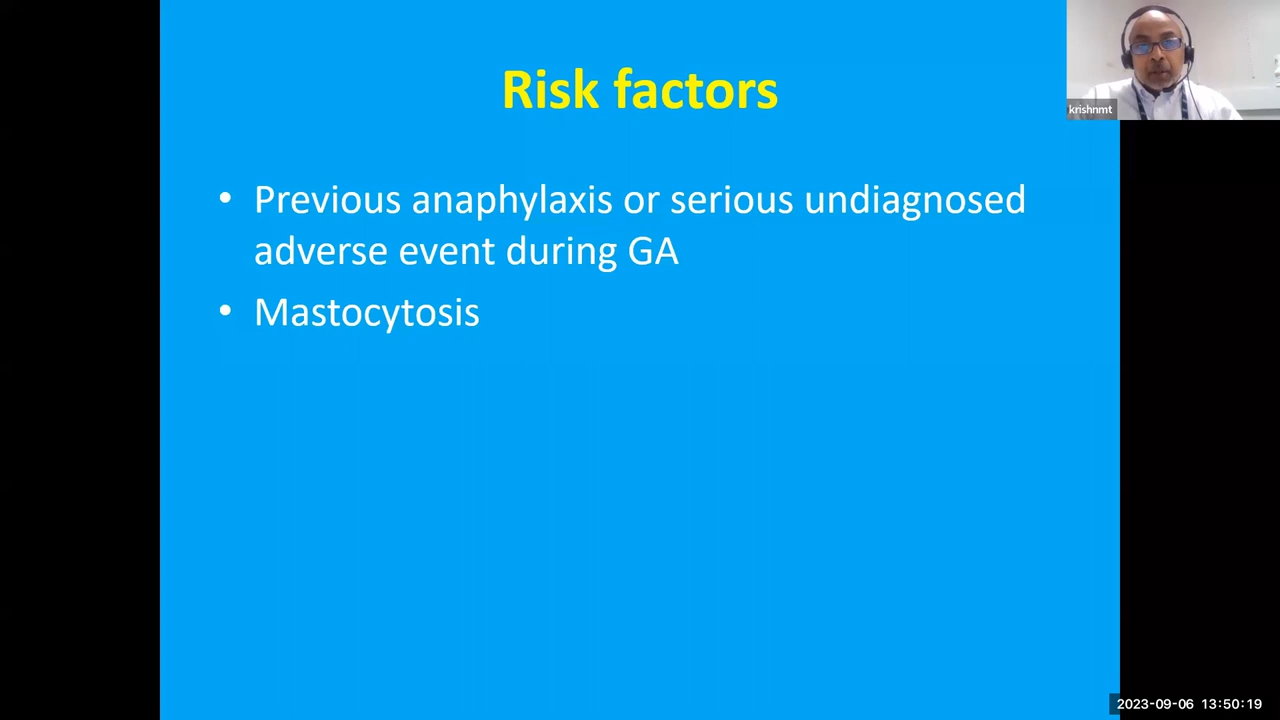 Risk factors
krishnmt
• Previous anaphylaxis or serious undiagnosed
adverse event during GA
• Mastocytosis
2023-09-06 13:50:19